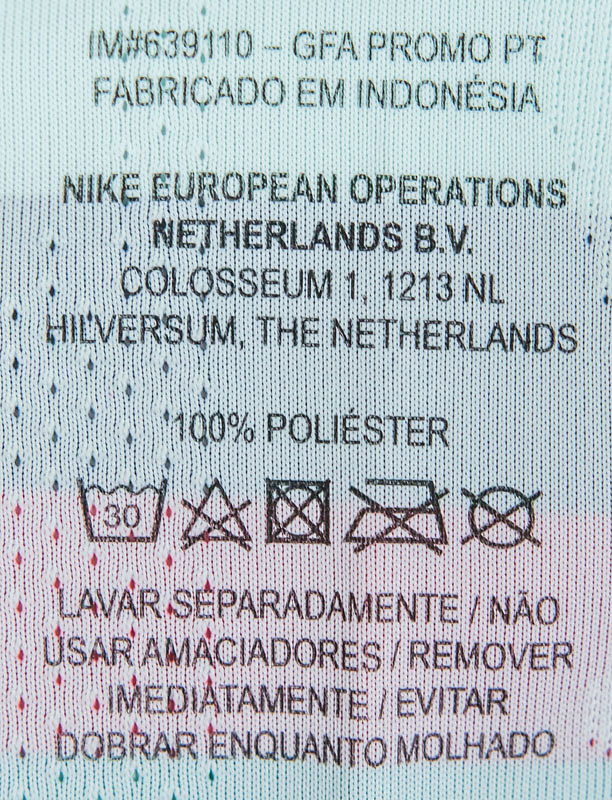 IM#639110 – GFA PROMO PT
FABRICADO EM INDONÉSIA
NIKE EUROPEAN OPERATIONS
NETHERLANDS B.V.
COLOSSEUM 1, 1213 NL
HILVERSUM, THE NETHERLANDS
100% POLIÉSTER
30
LAVAR SEPARADAMENTE / NÃO
USAR AMACIADORES / REMOVER
IMEDIATAMENTE / EVITAR
DOBRAR ENQUANTO MOLHADO